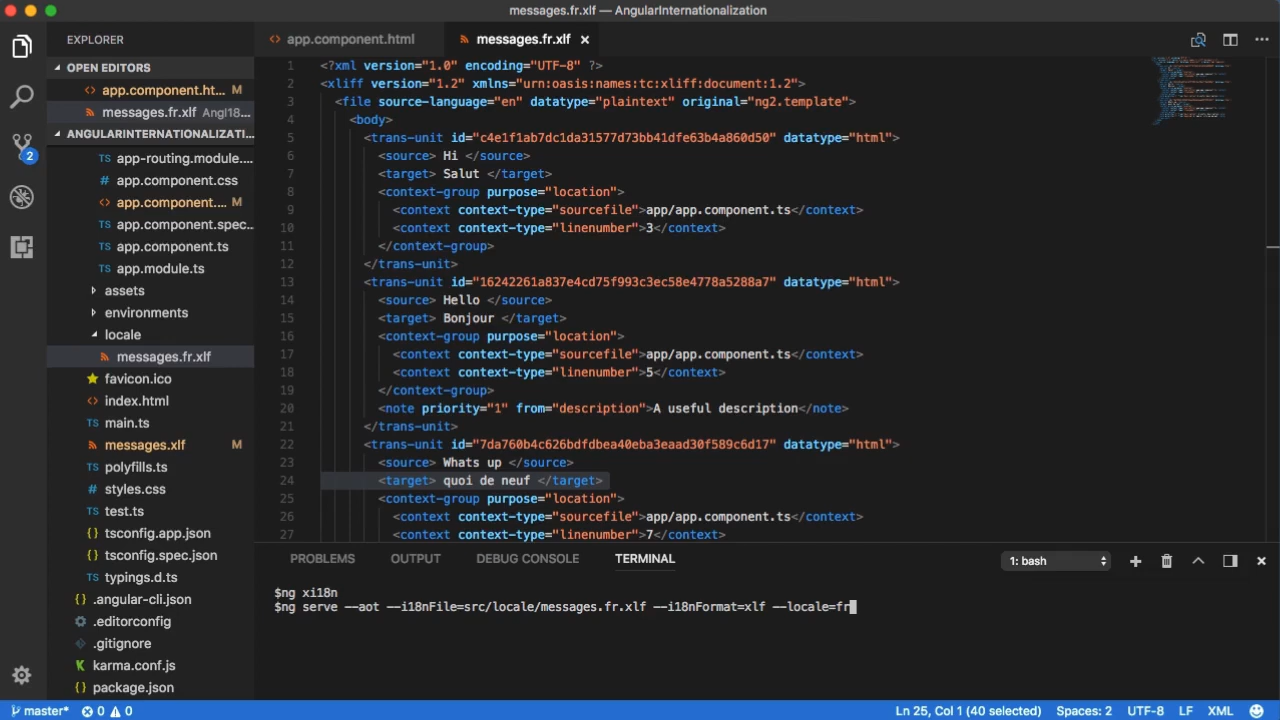 messages.fr.xlf — AngularInternationalization
EXPLORER
OPEN EDITORS
app.component.ht... M
messages.fr.xlf Angl18...
ANGULARINTERNATIONALIZATI...
TS app-routing.module....
# app.component.css
<> app.component.... M
TS app.component.spec...
TS app.component.ts
TS app.module.ts
assets
environments
locale
messages.fr.xlf
favicon.ico
<> index.html
TS main.ts
messages.xlf M
TS polyfills.ts
# styles.css
TS test.ts
{} tsconfig.app.json
{} tsconfig.spec.json
TS typings.d.ts
{} .angular-cli.json
.editorconfig
.gitignore
karma.conf.js
package.json
2
<> app.component.html
messages.fr.xlf ×
1 <?xml version="1.0" encoding="UTF-8" ?>
2 <xliff version="1.2" xmlns="urn:oasis:names:tc:xliff:document:1.2">
3 <file source-language="en" datatype="plaintext" original="ng2.template">
4 <body>
5 <trans-unit id="c4e1f1ab7dc1da31577d73bb41dfe63b4a860d50" datatype="html">
6 <source> Hi </source>
7 <target> Salut </target>
8 <context-group purpose="location">
9 <context context-type="sourcefile">app/app.component.ts</context>
10 <context context-type="linenumber">3</context>
11 </context-group>
12 </trans-unit>
13 <trans-unit id="16242261a837e4cd75f993c3ec58e4778a5288a7" datatype="html">
14 <source> Hello </source>
15 <target> Bonjour </target>
16 <context-group purpose="location">
17 <context context-type="sourcefile">app/app.component.ts</context>
18 <context context-type="linenumber">5</context>
19 </context-group>
20 <note priority="1" from="description">A useful description</note>
21 </trans-unit>
22 <trans-unit id="7da760b4c626bdfdbea40eba3eaad30f589c6d17" datatype="html">
23 <source> Whats up </source>
24 <target> quoi de neuf </target>
25 <context-group purpose="location">
26 <context context-type="sourcefile">app/app.component.ts</context>
27 <context context-type="linenumber">7</context>
PROBLEMS OUTPUT DEBUG CONSOLE TERMINAL
1: bash
$ng xi18n
$ng serve --aot --i18nFile=src/locale/messages.fr.xlf --i18nFormat=xlf --locale=fr
master* 0 0
Ln 25, Col 1 (40 selected) Spaces: 2 UTF-8 LF XML